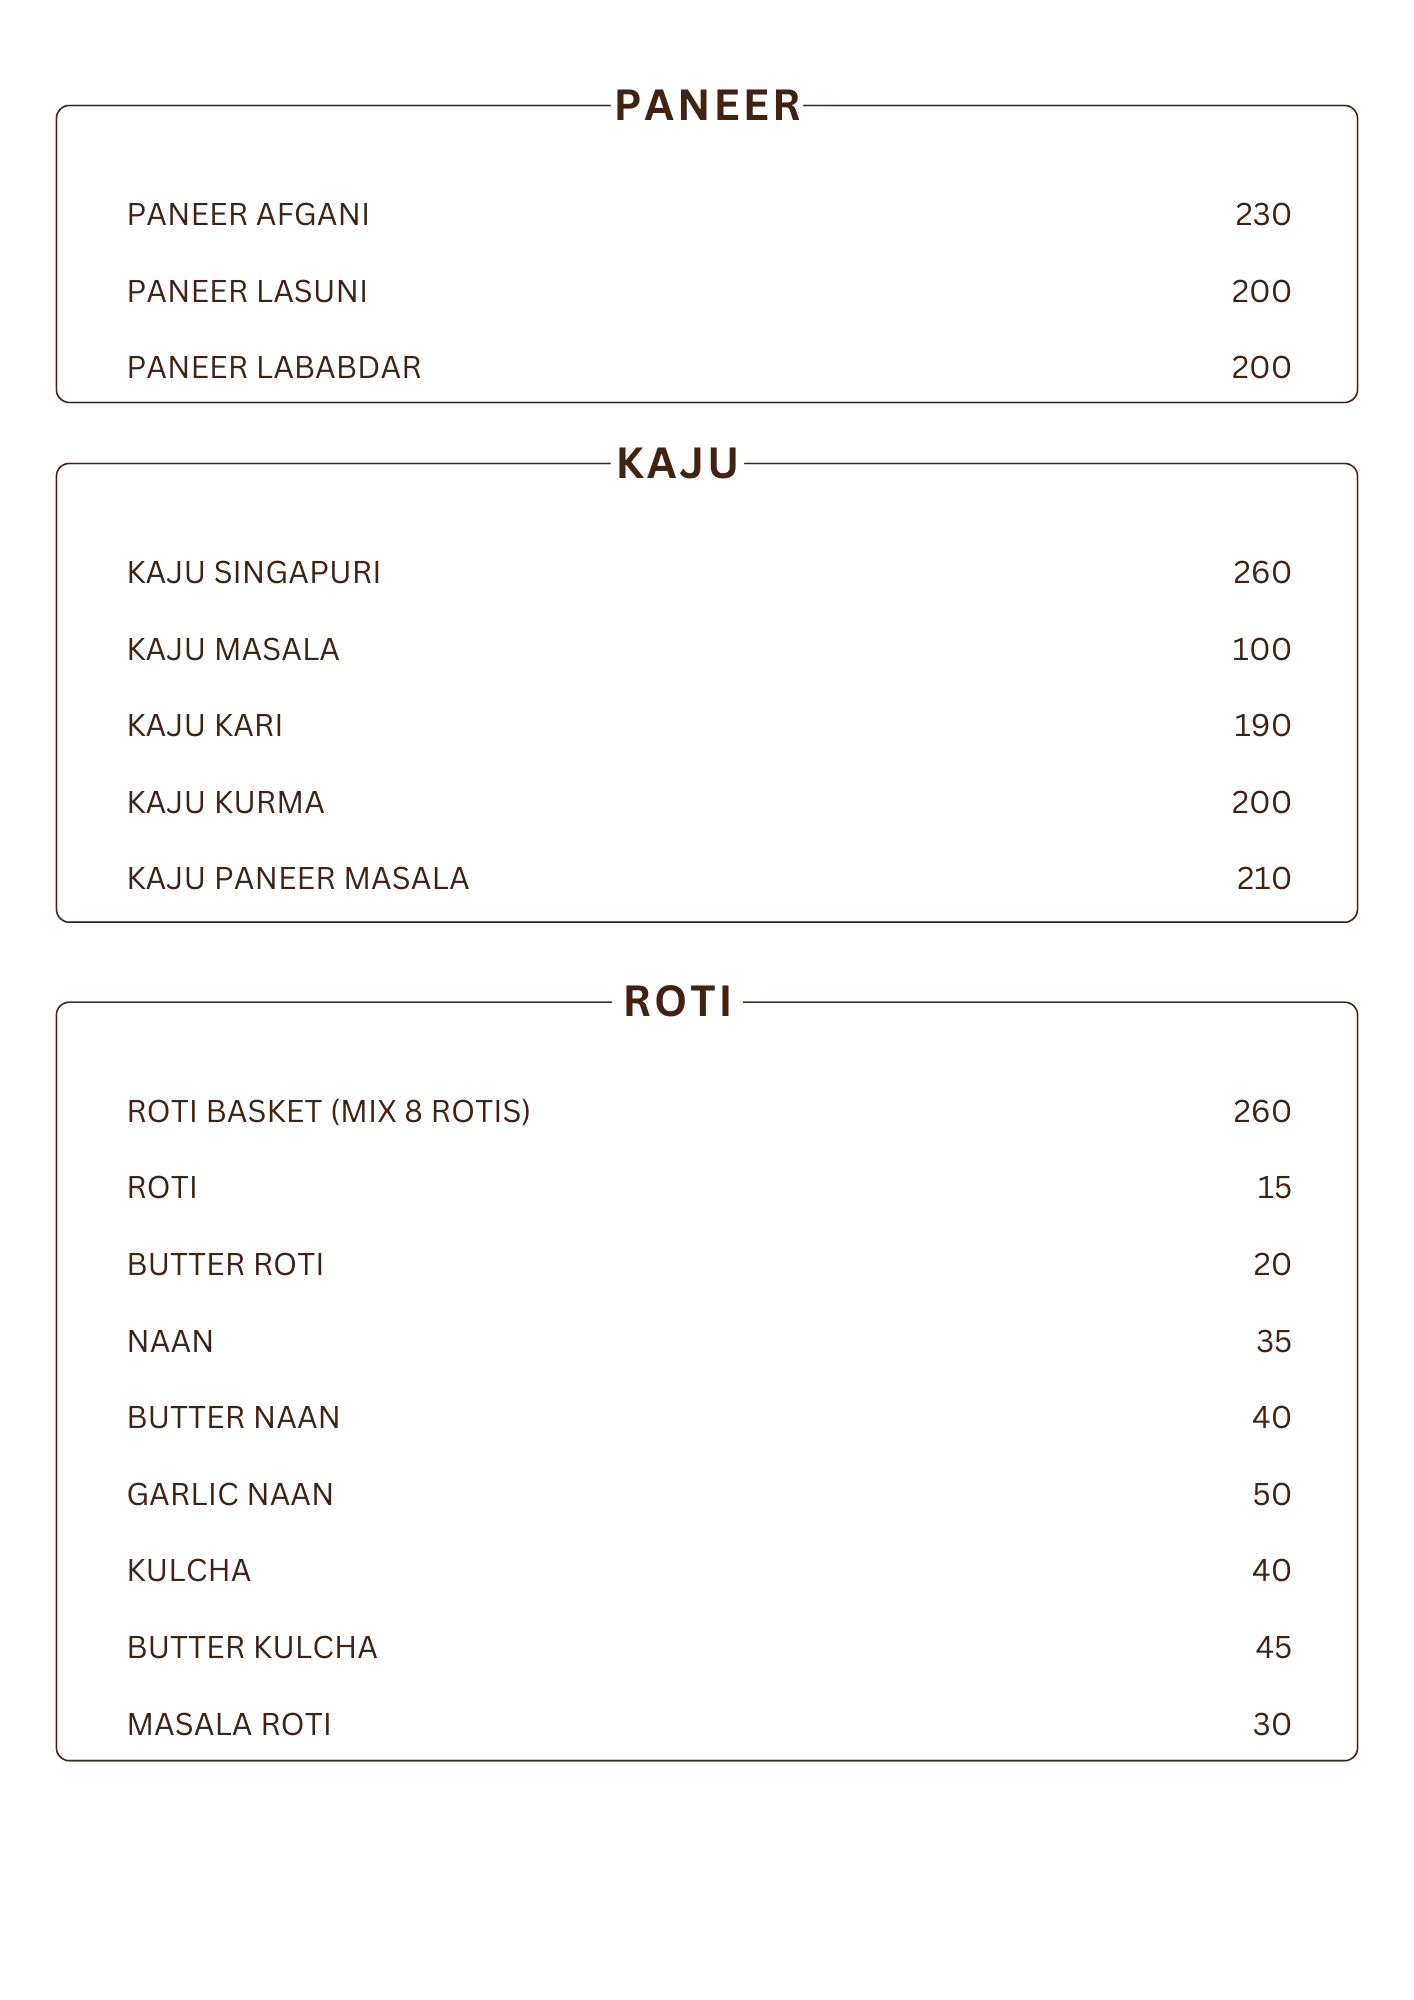 PANEER
PANEER AFGANI 230
PANEER LASUNI 200
PANEER LABABDAR 200
KAJU
KAJU SINGAPURI 260
KAJU MASALA 100
KAJU KARI 190
KAJU KURMA 200
KAJU PANEER MASALA 210
ROTI
ROTI BASKET (MIX 8 ROTIS) 260
ROTI 15
BUTTER ROTI 20
NAAN 35
BUTTER NAAN 40
GARLIC NAAN 50
KULCHA 40
BUTTER KULCHA 45
MASALA ROTI 30